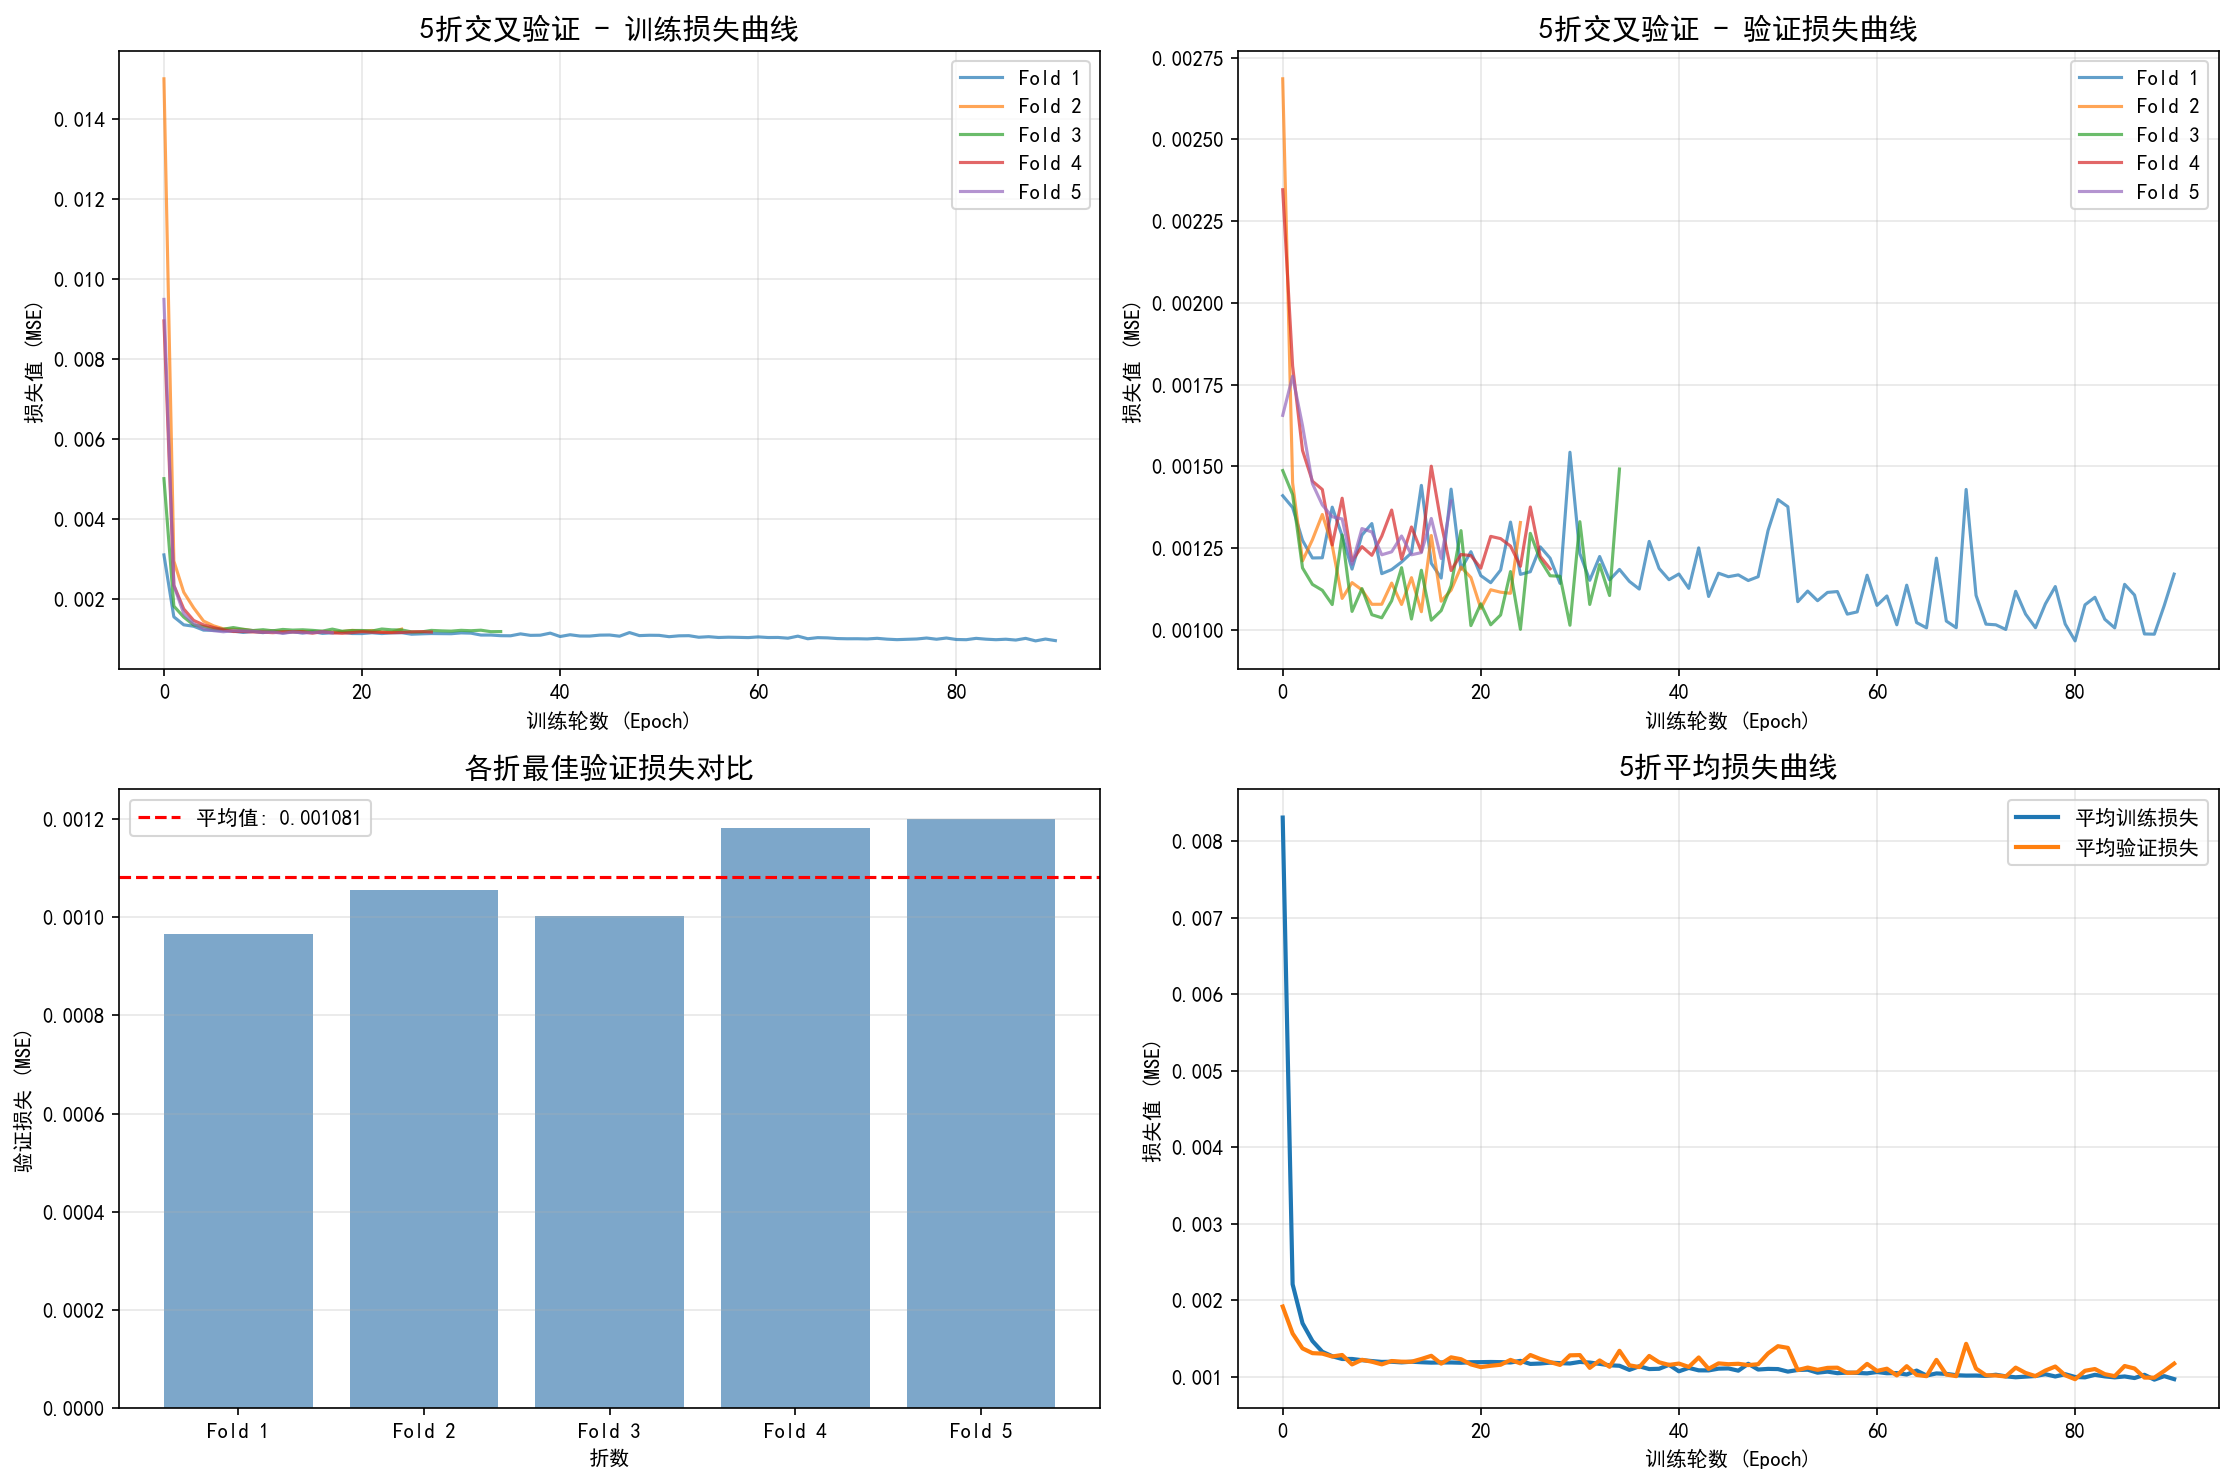 5折交叉验证 - 训练损失曲线
损失值 (MSE)
0.014
0.012
0.010
0.008
0.006
0.004
0.002
Fold 1
Fold 2
Fold 3
Fold 4
Fold 5
0 20 40 60 80
训练轮数 (Epoch)
5折交叉验证 - 验证损失曲线
损失值 (MSE)
0.00275
0.00250
0.00225
0.00200
0.00175
0.00150
0.00125
0.00100
Fold 1
Fold 2
Fold 3
Fold 4
Fold 5
0 20 40 60 80
训练轮数 (Epoch)
各折最佳验证损失对比
验证损失 (MSE)
平均值: 0.001081
0.0012
0.0010
0.0008
0.0006
0.0004
0.0002
0.0000
Fold 1 Fold 2 Fold 3 Fold 4 Fold 5
折数
5折平均损失曲线
损失值 (MSE)
平均训练损失
平均验证损失
0.008
0.007
0.006
0.005
0.004
0.003
0.002
0.001
0 20 40 60 80
训练轮数 (Epoch)